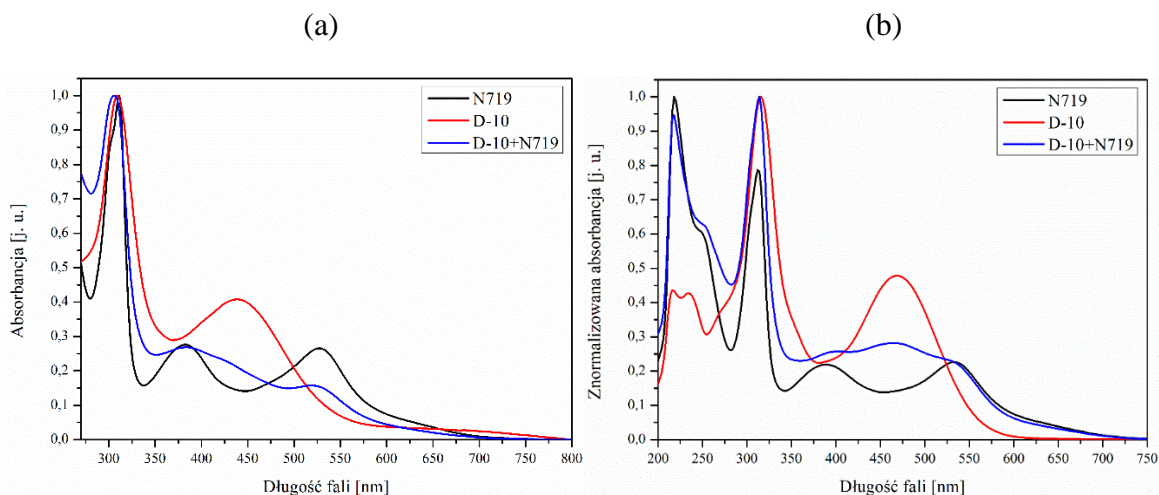 (a)
(b)
N719
D-10
D-10+N719
Absorbancja [j. u.]
1,0
0,9
0,8
0,7
0,6
0,5
0,4
0,3
0,2
0,1
0,0
300 350 400 450 500 550 600 650 700 750 800
Długość fali [nm]
N719
D-10
D-10+N719
Znormalizowana absorbancja [j. u.]
1,0
0,9
0,8
0,7
0,6
0,5
0,4
0,3
0,2
0,1
0,0
200 250 300 350 400 450 500 550 600 650 700 750
Długość fali [nm]